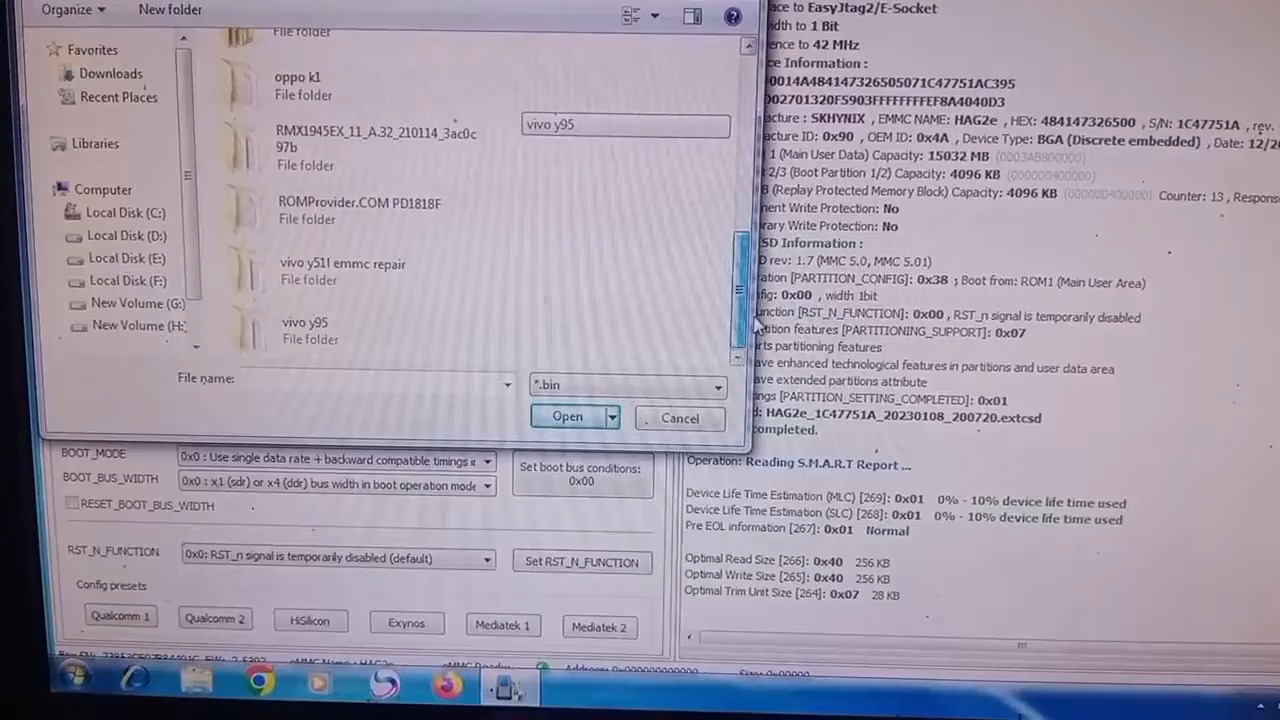 Organize
New folder
Favorites
Downloads
Recent Places
Libraries
Computer
Local Disk (C:)
Local Disk (D:)
Local Disk (E:)
Local Disk (F:)
New Volume (G:)
New Volume (H:
File folder
oppo k1
File folder
RMX1945EX_11_A.32_210114_3ac0c
97b
File folder
ROMProvider.COM PD1818F
File folder
vivo y51l emmc repair
File folder
vivo y95
File folder
vivo y95
File name:
*.bin
Open
Cancel
BOOT_MODE
0x0 : Use single data rate + backward compatible timings in
BOOT_BUS_WIDTH
0x0 : x1 (sdr) or x4 (ddr) bus width in boot operation mode
RESET_BOOT_BUS_WIDTH
Set boot bus conditions:
0x00
RST_N_FUNCTION
0x0: RST_n signal is temporarily disabled (default)
Set RST_N_FUNCTION
Config presets
Qualcomm 1
Qualcomm 2
HiSilicon
Exynos
Mediatek 1
Mediatek 2
ace to EasyJtag2/E-Socket
idth to 1 Bit
ence to 42 MHz
ce Information :
0014A484147326505071C47751AC395
D02701320F5903FFFFFFFFEF8A4040D3
acture : SKHYNIX , EMMC NAME: HAG2e , HEX: 484147326500 , S/N: 1C47751A , rev.
acture ID: 0x90 , OEM ID: 0x4A , Device Type: BGA (Discrete embedded) , Date: 12/20
1 (Main User Data) Capacity: 15032 MB (0003AB800000)
2/3 (Boot Partition 1/2) Capacity: 4096 KB (000000400000)
B (Replay Protected Memory Block) Capacity: 4096 KB (000000400000) Counter: 13 , Response
nent Write Protection: No
rary Write Protection: No
SD Information :
D rev: 1:7 (MMC 5.0, MMC 5.01)
ration [PARTITION_CONFIG]: 0x38 ; Boot from: ROM1 (Main User Area)
nfig: 0x00 , width 1bit
unction [RST_N_FUNCTION]: 0x00 , RST_n signal is temporarily disabled
tition features [PARTITIONING_SUPPORT]: 0x07
rts partitioning features
ave enhanced technological features in partitions and user data area
ave extended partitions attribute
ngs [PARTITION_SETTING_COMPLETED]: 0x01
d: HAG2e_1C47751A_20230108_200720.extcsd
ompleted.
Operation: Reading S.M.A.R.T Report ...
Device Life Time Estimation (MLC) [269]: 0x01 0% - 10% device life time used
Device Life Time Estimation (SLC) [268]: 0x01 0% - 10% device life time used
Pre EOL information [267]: 0x01 Normal
Optimal Read Size [266]: 0x40 256 KB
Optimal Write Size [265]: 0x40 256 KB
Optimal Trim Unit Size [264]: 0x07 28 KB